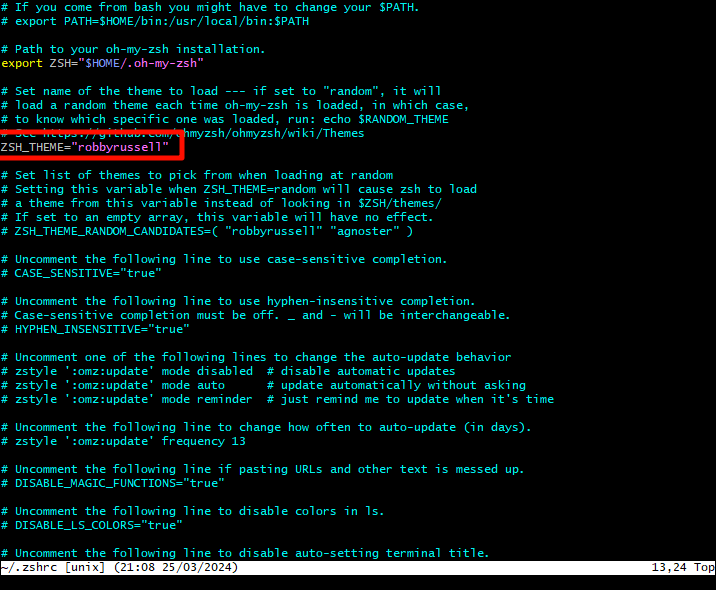 # If you come from bash you might have to change your $PATH.
# export PATH=$HOME/bin:/usr/local/bin:$PATH
# Path to your oh-my-zsh installation.
export ZSH="$HOME/.oh-my-zsh"
# Set name of the theme to load --- if set to "random", it will
# load a random theme each time oh-my-zsh is loaded, in which case,
# to know which specific one was loaded, run: echo $RANDOM_THEME
# See https://github.com/ohmyzsh/ohmyzsh/wiki/Themes
ZSH_THEME="robbyrussell"
# Set list of themes to pick from when loading at random
# Setting this variable when ZSH_THEME=random will cause zsh to load
# a theme from this variable instead of looking in $ZSH/themes/
# If set to an empty array, this variable will have no effect.
# ZSH_THEME_RANDOM_CANDIDATES=( "robbyrussell" "agnoster" )
# Uncomment the following line to use case-sensitive completion.
# CASE_SENSITIVE="true"
# Uncomment the following line to use hyphen-insensitive completion.
# Case-sensitive completion must be off. _ and - will be interchangeable.
# HYPHEN_INSENSITIVE="true"
# Uncomment one of the following lines to change the auto-update behavior
# zstyle ':omz:update' mode disabled  # disable automatic updates
# zstyle ':omz:update' mode auto      # update automatically without asking
# zstyle ':omz:update' mode reminder  # just remind me to update when it's time
# Uncomment the following line to change how often to auto-update (in days).
# zstyle ':omz:update' frequency 13
# Uncomment the following line if pasting URLs and other text is messed up.
# DISABLE_MAGIC_FUNCTIONS="true"
# Uncomment the following line to disable colors in ls.
# DISABLE_LS_COLORS="true"
# Uncomment the following line to disable auto-setting terminal title.
~/.zshrc [unix] (21:08 25/03/2024) 13,24 Top